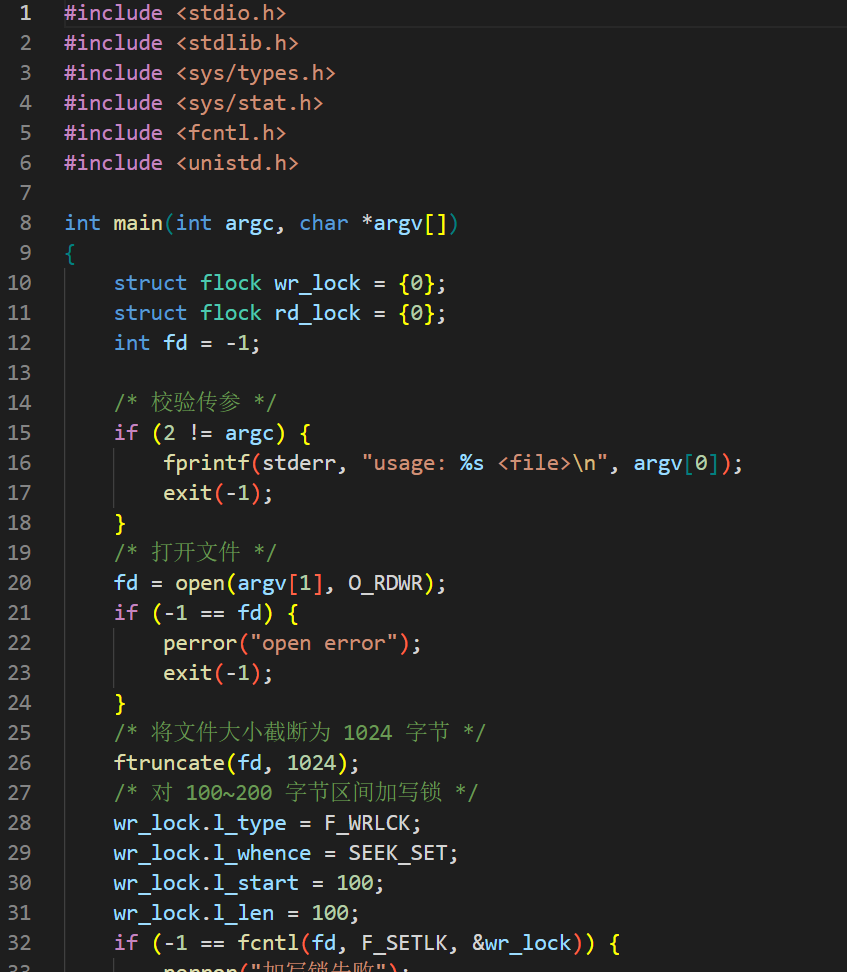 1 #include <stdio.h>
2 #include <stdlib.h>
3 #include <sys/types.h>
4 #include <sys/stat.h>
5 #include <fcntl.h>
6 #include <unistd.h>
7
8 int main(int argc, char *argv[])
9 {
10     struct flock wr_lock = {0};
11     struct flock rd_lock = {0};
12     int fd = -1;
13
14     /* 校验传参 */
15     if (2 != argc) {
16         fprintf(stderr, "usage: %s <file>\n", argv[0]);
17         exit(-1);
18     }
19     /* 打开文件 */
20     fd = open(argv[1], O_RDWR);
21     if (-1 == fd) {
22         perror("open error");
23         exit(-1);
24     }
25     /* 将文件大小截断为 1024 字节 */
26     ftruncate(fd, 1024);
27     /* 对 100~200 字节区间加写锁 */
28     wr_lock.l_type = F_WRLCK;
29     wr_lock.l_whence = SEEK_SET;
30     wr_lock.l_start = 100;
31     wr_lock.l_len = 100;
32     if (-1 == fcntl(fd, F_SETLK, &wr_lock)) {
33         perror("加写锁失败");